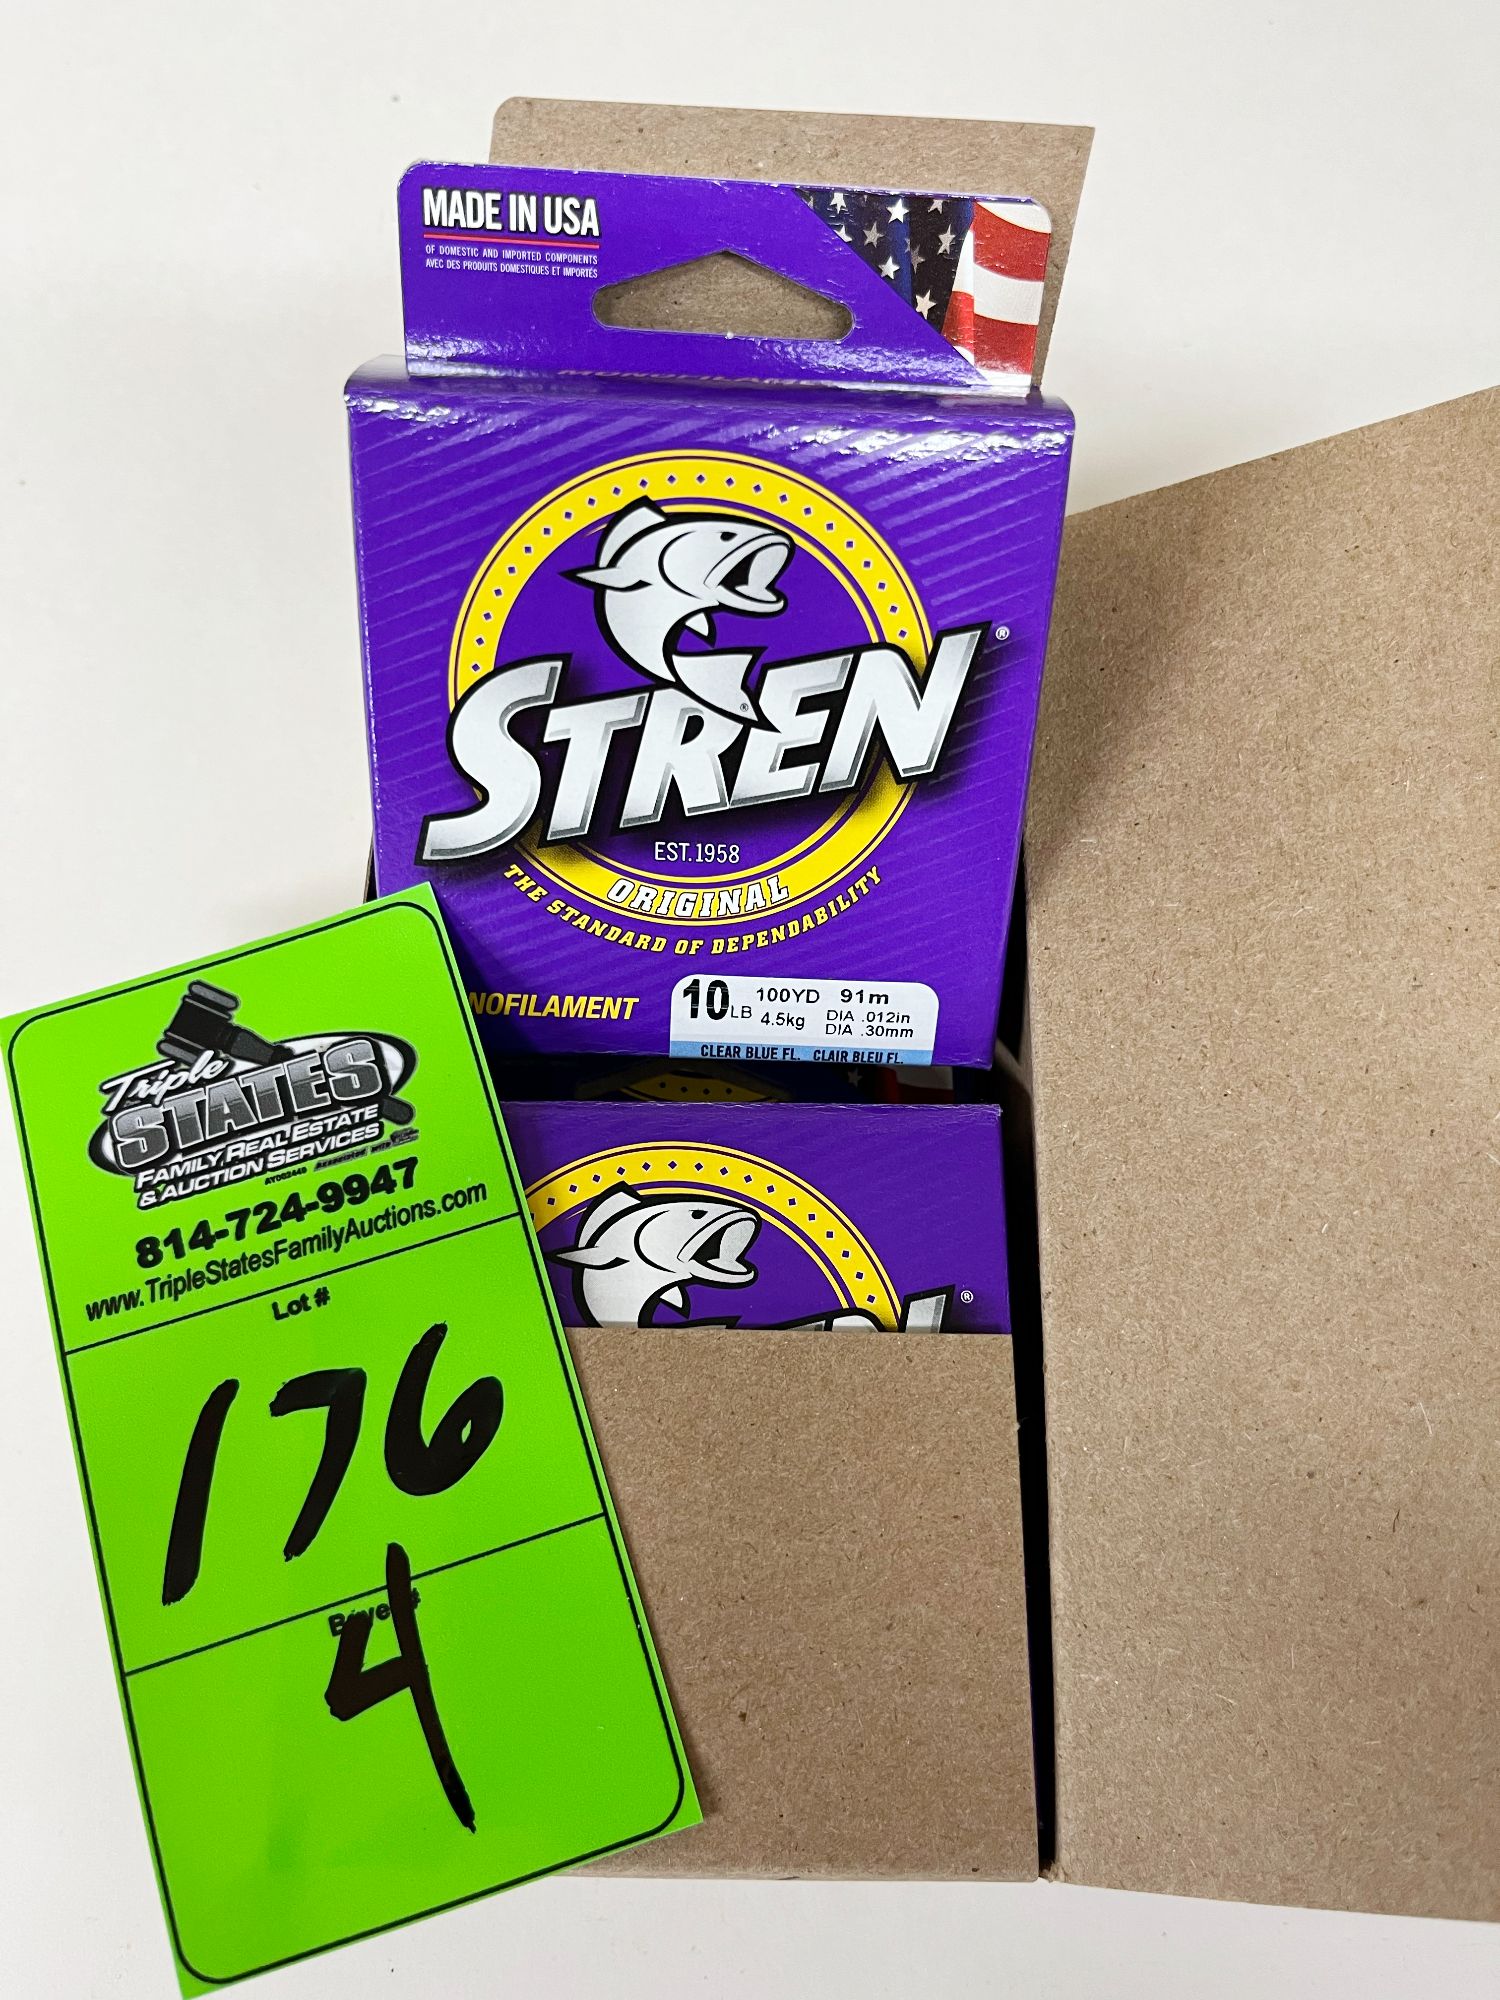 MADE IN USA
OF DOMESTIC AND IMPORTED COMPONENTS
AVEC DES PRODUITS DOMESTIQUES ET IMPORTÉS
STREN®
EST. 1958
ORIGINAL
THE STANDARD OF DEPENDABILITY
NOFILAMENT
10 LB 100YD 91m
4.5kg DIA .012in
DIA .30mm
CLEAR BLUE FL. CLAIR BLEU FL.
Triple
STATES
FAMILY REAL ESTATE
& AUCTION SERVICES
814-724-9947
www.TripleStatesFamilyAuctions.com
Lot #
176
Buyer #
4